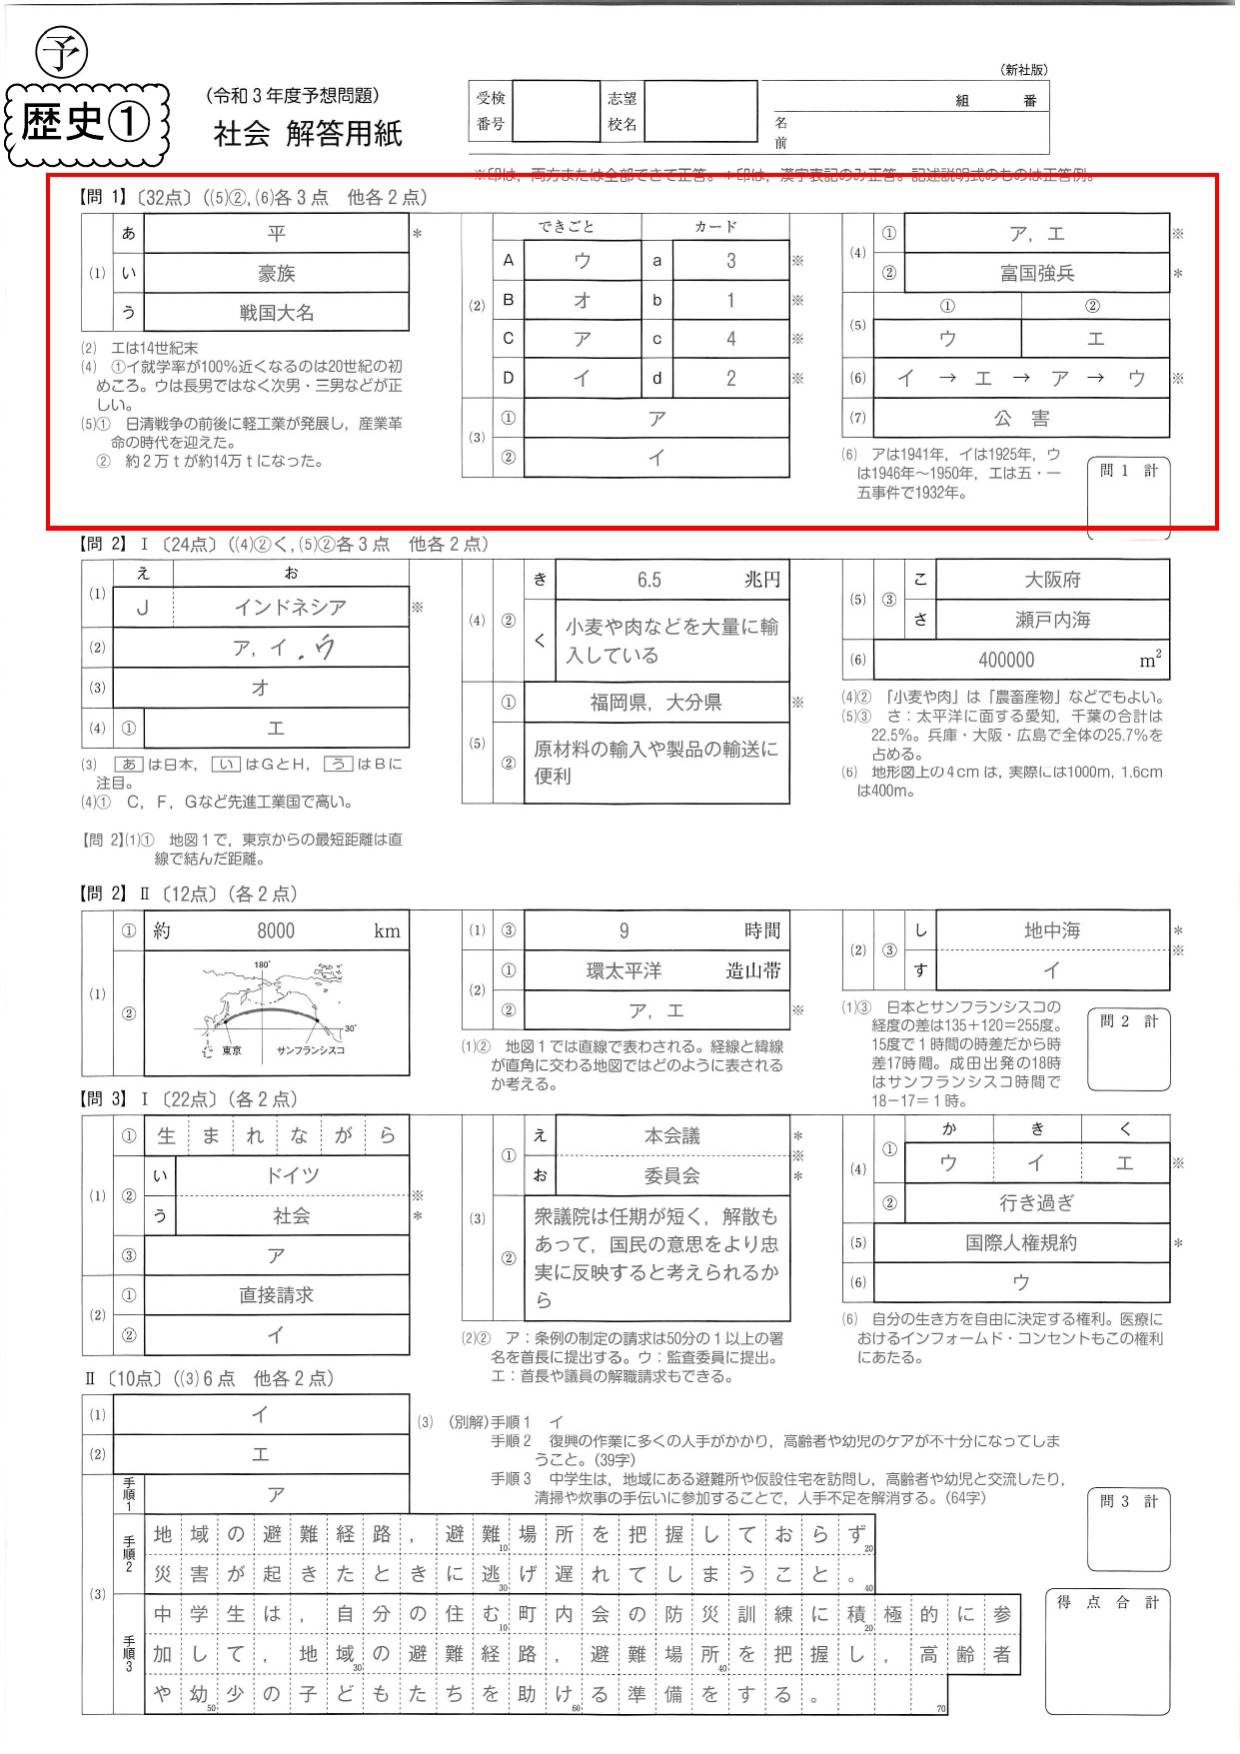 予
歴史①
(令和3年度予想問題)
社会 解答用紙
(新社版)
受検番号
志望校名
組 番
名前
※印は，両方または全部できて正答。＊印は，漢字表記のみ正答。記述説明式のものは正答例。
【問 1】〔32点〕((5)②,(6)各3点 他各2点)
(1) あ 平 *
い 豪族
う 戦国大名
(2) エは14世紀末
(4) ①イ就学率が100%近くなるのは20世紀の初
めころ。ウは長男ではなく次男・三男などが正
しい。
(5)① 日清戦争の前後に軽工業が発展し，産業革
命の時代を迎えた。
② 約2万tが約14万tになった。
できごと カード
(2) A ウ a 3 ※
B オ b 1 ※
C ア c 4 ※
D イ d 2 ※
(3) ① ア
② イ
(4) ① ア，エ ※
② 富国強兵 *
(5) ① ②
ウ エ
(6) イ → エ → ア → ウ ※
(7) 公 害
(6) アは1941年，イは1925年，ウ
は1946年～1950年，エは五・一
五事件で1932年。
問 1 計
【問 2】Ⅰ〔24点〕((4)②く,(5)②各3点 他各2点)
(1) え お
J インドネシア ※
(2) ア，イ．ウ
(3) オ
(4) ① エ
(3) あ は日本， い はGとH， う はBに
注目。
(4)① C，F，Gなど先進工業国で高い。
【問 2】(1)① 地図1で，東京からの最短距離は直
線で結んだ距離。
(4) ② き 6.5 兆円
く 小麦や肉などを大量に輸
入している
(5) ① 福岡県，大分県 ※
② 原材料の輸入や製品の輸送に
便利
(5) ③ こ 大阪府
さ 瀬戸内海
(6) 400000 m²
(4)② 「小麦や肉」は「農畜産物」などでもよい。
(5)③ さ：太平洋に面する愛知，千葉の合計は
22.5%。兵庫・大阪・広島で全体の25.7%を
占める。
(6) 地形図上の4cmは，実際には1000m，1.6cm
は400m。
【問 2】Ⅱ〔12点〕(各2点)
(1) ① 約 8000 km
②
180°
30°
東京 サンフランシスコ
(1) ③ 9 時間
(2) ① 環太平洋 造山帯
② ア，エ ※
(1)② 地図1では直線で表わされる。経線と緯線
が直角に交わる地図ではどのように表される
か考える。
(2) ③ し 地中海 *
※
す イ
(1)③ 日本とサンフランシスコの
経度の差は135＋120＝255度。
15度で1時間の時差だから時
差17時間。成田出発の18時
はサンフランシスコ時間で
18－17＝1時。
問 2 計
【問 3】Ⅰ〔22点〕(各2点)
(1) ① 生まれながら
② い ドイツ
※
う 社会 *
③ ア
(2) ① 直接請求
② イ
(3) ① え 本会議 *
※
お 委員会 *
② 衆議院は任期が短く，解散も
あって，国民の意思をより忠
実に反映すると考えられるか
ら
(2)② ア：条例の制定の請求は50分の1以上の署
名を首長に提出する。ウ：監査委員に提出。
エ：首長や議員の解職請求もできる。
か き く
(4) ① ウ イ エ ※
② 行き過ぎ
(5) 国際人権規約 *
(6) ウ
(6) 自分の生き方を自由に決定する権利。医療に
おけるインフォームド・コンセントもこの権利
にあたる。
Ⅱ〔10点〕((3)6点 他各2点)
(1) イ
(2) エ
(3) 手順1 ア
(3) (別解)手順1 イ
手順2 復興の作業に多くの人手がかかり，高齢者や幼児のケアが不十分になってしま
うこと。(39字)
手順3 中学生は，地域にある避難所や仮設住宅を訪問し，高齢者や幼児と交流したり，
清掃や炊事の手伝いに参加することで，人手不足を解消する。(64字)
問 3 計
手順2 地域の避難経路，避難場所を把握しておらず
10 20
災害が起きたときに逃げ遅れてしまうこと。
30 40
手順3 中学生は，自分の住む町内会の防災訓練に積極的に参
10 20
加して，地域の避難経路，避難場所を把握し，高齢者
30 40
や幼少の子どもたちを助ける準備をする。
50 60 70
得 点 合 計